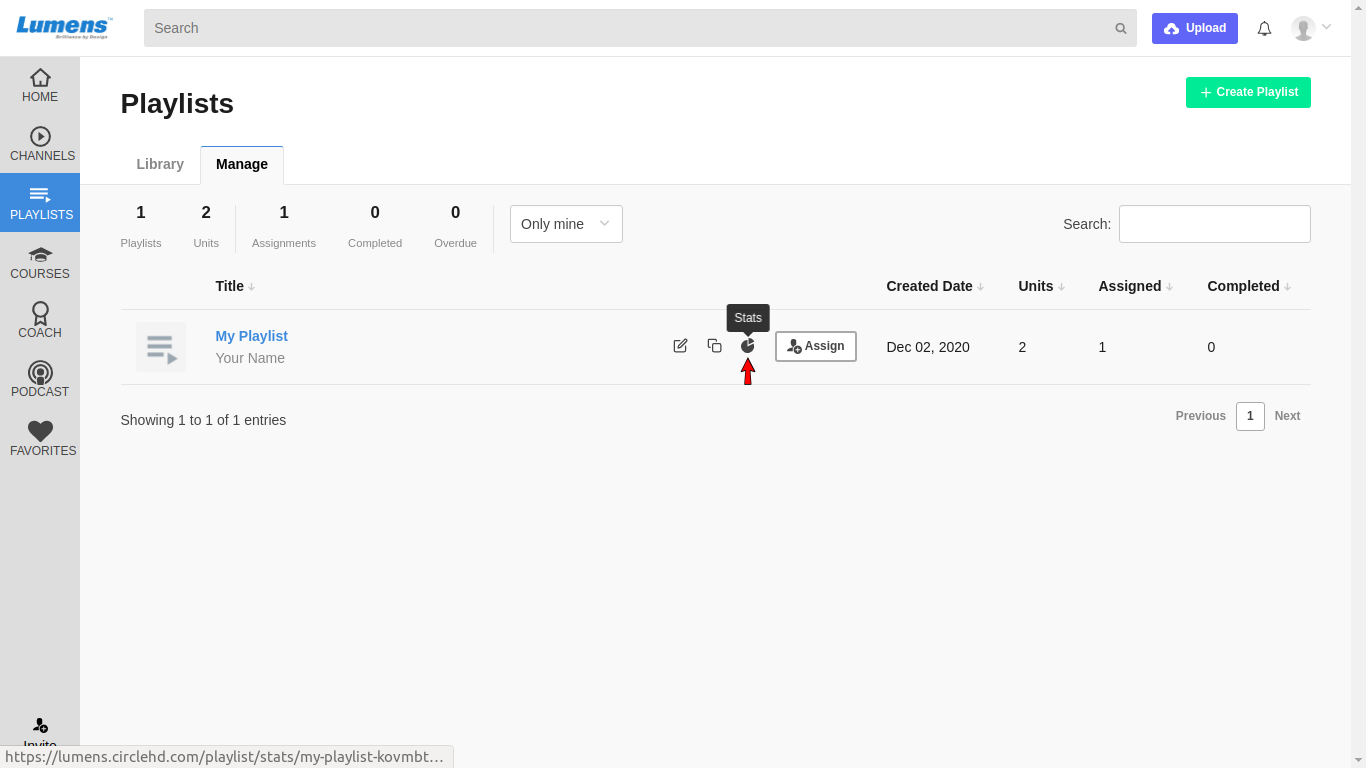 Lumens™
Brilliance by Design
Search
Upload
HOME
CHANNELS
PLAYLISTS
COURSES
COACH
PODCAST
FAVORITES
Invite
Playlists
Create Playlist
Library
Manage
1
Playlists
2
Units
1
Assignments
0
Completed
0
Overdue
Only mine
Search:
Title
Created Date
Units
Assigned
Completed
Stats
My Playlist
Your Name
Assign
Dec 02, 2020
2
1
0
Showing 1 to 1 of 1 entries
Previous
1
Next
https://lumens.circlehd.com/playlist/stats/my-playlist-kovmbt…